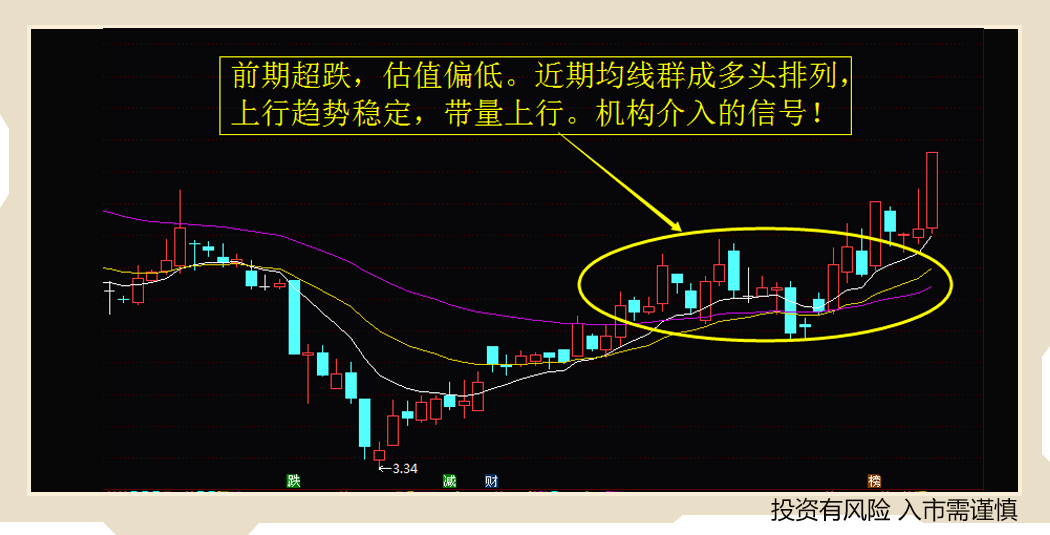 前期超跌，估值偏低。近期均线群成多头排列，
上行趋势稳定，带量上行。机构介入的信号！
←3.34
跌 减 财 榜
投资有风险 入市需谨慎